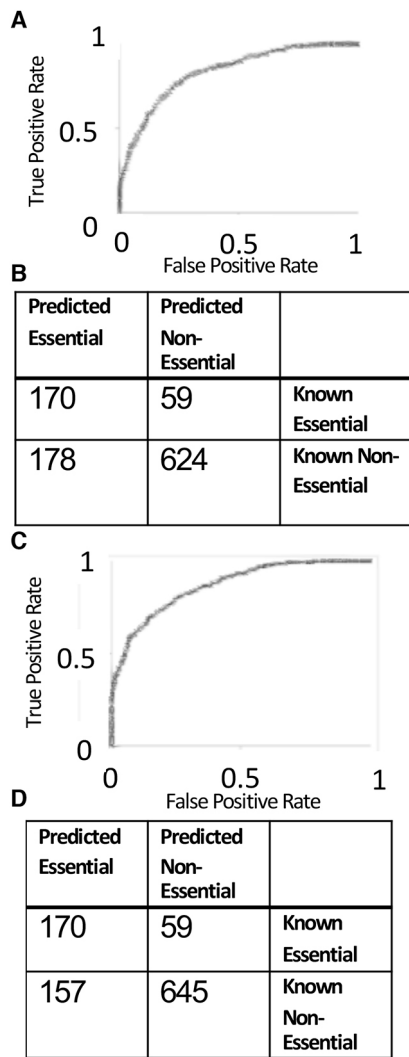 A
1
0.5
0
True Positive Rate
0 0.5 1
False Positive Rate
B
Predicted Essential Predicted Non-Essential
170 59 Known Essential
178 624 Known Non-Essential
C
1
0.5
0
True Positive Rate
0 0.5 1
False Positive Rate
D
Predicted Essential Predicted Non-Essential
170 59 Known Essential
157 645 Known Non-Essential